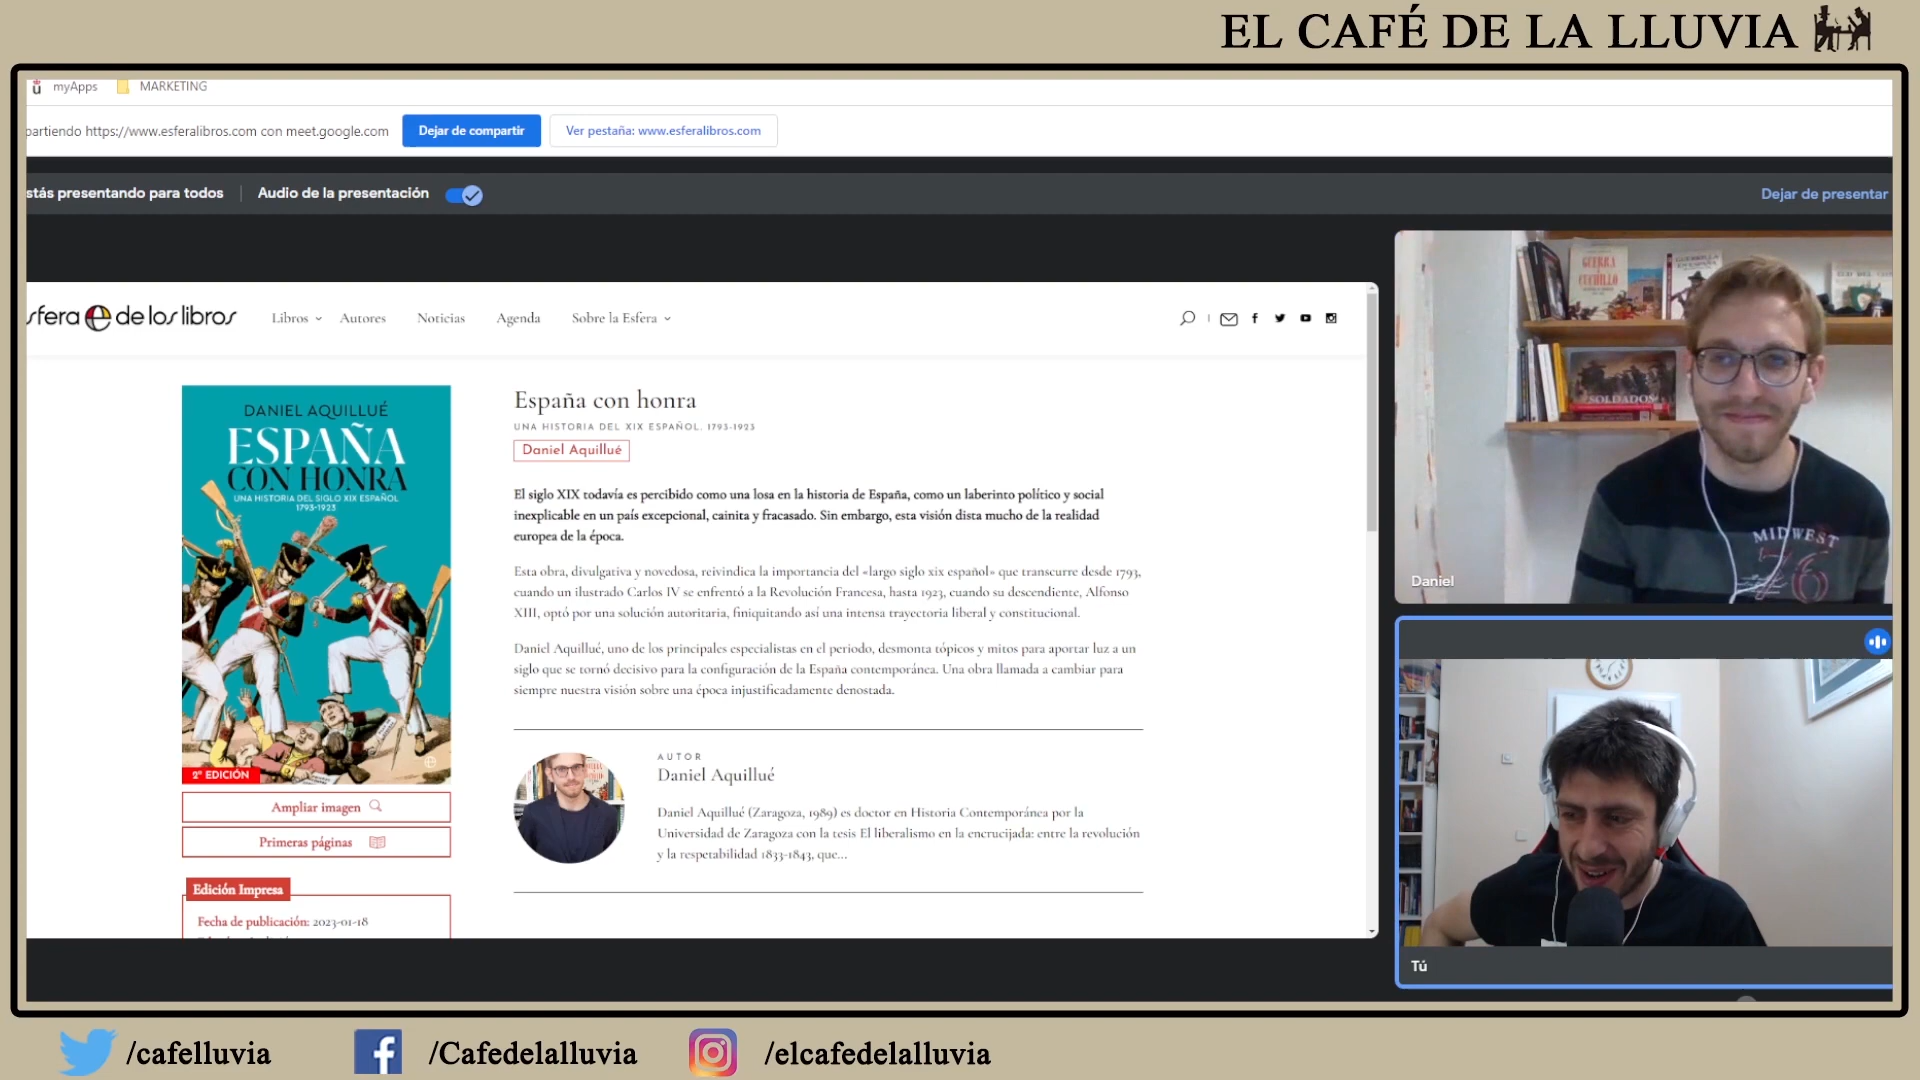 EL CAFÉ DE LA LLUVIA
myApps MARKETING
partiendo https://www.esferalibros.com con meet.google.com Dejar de compartir Ver pestaña: www.esferalibros.com
stás presentando para todos Audio de la presentación Dejar de presentar
sfera de los libros Libros Autores Noticias Agenda Sobre la Esfera
DANIEL AQUILLUÉ
ESPAÑA
CON HONRA
UNA HISTORIA DEL SIGLO XIX ESPAÑOL
1793-1923
2ª EDICIÓN
Ampliar imagen
Primeras páginas
Edición Impresa
Fecha de publicación: 2023-01-18
España con honra
UNA HISTORIA DEL XIX ESPAÑOL. 1793-1923
Daniel Aquillué
El siglo XIX todavía es percibido como una losa en la historia de España, como un laberinto político y social
inexplicable en un país excepcional, cainita y fracasado. Sin embargo, esta visión dista mucho de la realidad
europea de la época.
Esta obra, divulgativa y novedosa, reivindica la importancia del «largo siglo xix español» que transcurre desde 1793,
cuando un ilustrado Carlos IV se enfrentó a la Revolución Francesa, hasta 1923, cuando su descendiente, Alfonso
XIII, optó por una solución autoritaria, finiquitando así una intensa trayectoria liberal y constitucional.
Daniel Aquillué, uno de los principales especialistas en el periodo, desmonta tópicos y mitos para aportar luz a un
siglo que se tornó decisivo para la configuración de la España contemporánea. Una obra llamada a cambiar para
siempre nuestra visión sobre una época injustificadamente denostada.
AUTOR
Daniel Aquillué
Daniel Aquillué (Zaragoza, 1989) es doctor en Historia Contemporánea por la
Universidad de Zaragoza con la tesis El liberalismo en la encrucijada: entre la revolución
y la respetabilidad 1833-1843, que...
GUERRA
CUCHILLO
SOLDADOS
MIDWEST
76
Daniel
Tú
/cafelluvia /Cafedelalluvia /elcafedelalluvia